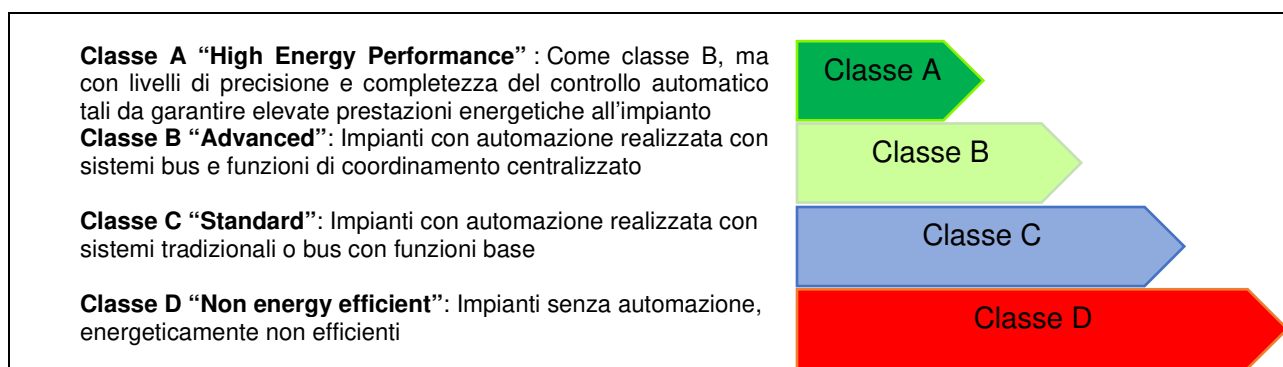 Classe A “High Energy Performance” : Come classe B, ma
con livelli di precisione e completezza del controllo automatico
tali da garantire elevate prestazioni energetiche all’impianto
Classe B “Advanced”: Impianti con automazione realizzata con
sistemi bus e funzioni di coordinamento centralizzato
Classe C “Standard”: Impianti con automazione realizzata con
sistemi tradizionali o bus con funzioni base
Classe D “Non energy efficient”: Impianti senza automazione,
energeticamente non efficienti
Classe A
Classe B
Classe C
Classe D